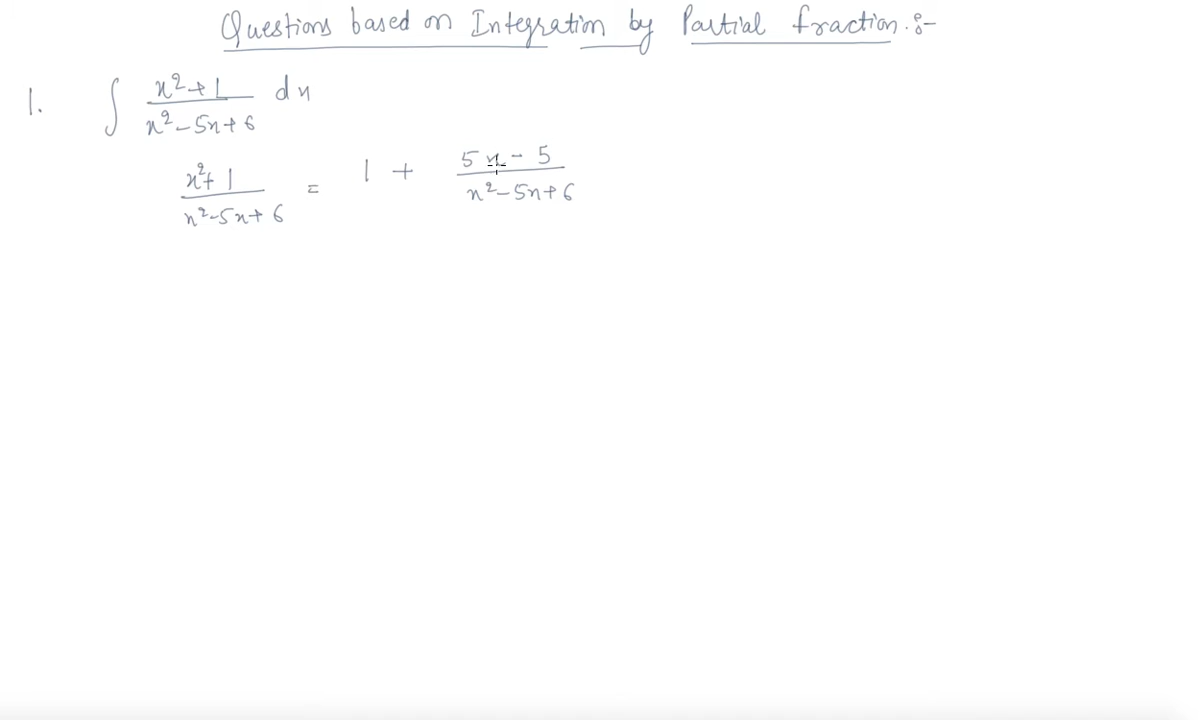 Questions based on Integration by Partial fraction :-
1. ∫ (x²+1)/(x²-5x+6) dx
(x²+1)/(x²-5x+6) = 1 + (5x-5)/(x²-5x+6)